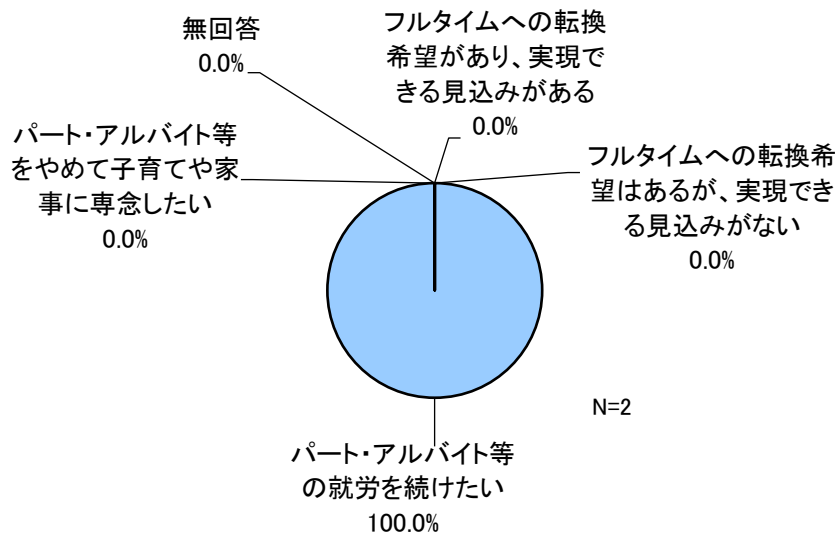 無回答
0.0%
フルタイムへの転換
希望があり、実現で
きる見込みがある
0.0%
パート・アルバイト等
をやめて子育てや家
事に専念したい
0.0%
フルタイムへの転換希
望はあるが、実現でき
る見込みがない
0.0%
N=2
パート・アルバイト等
の就労を続けたい
100.0%